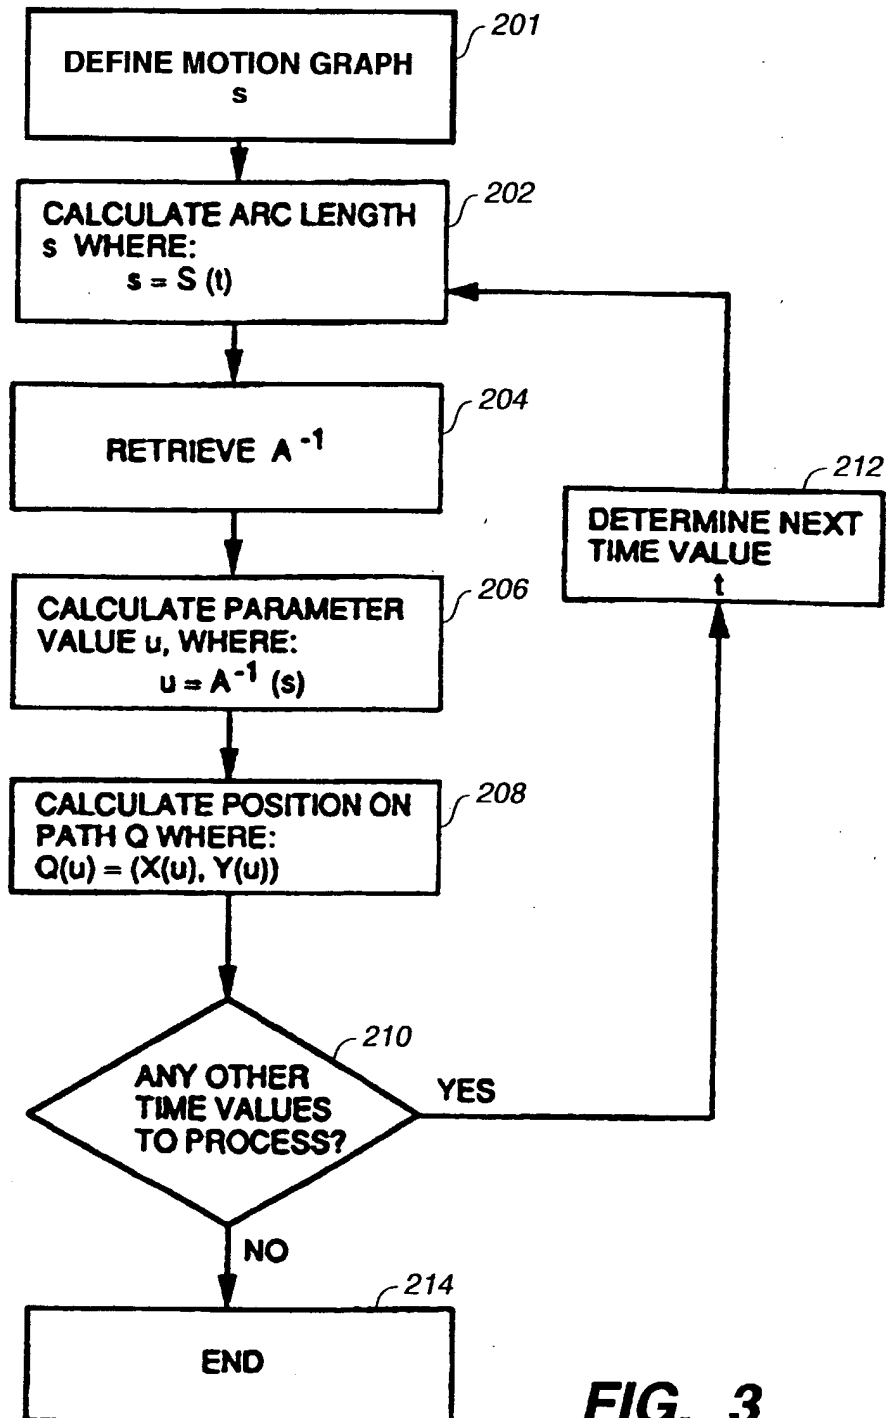 201
DEFINE MOTION GRAPH
s
202
CALCULATE ARC LENGTH
s WHERE:
s = S (t)
204
RETRIEVE A⁻¹
212
DETERMINE NEXT
TIME VALUE
t
206
CALCULATE PARAMETER
VALUE u, WHERE:
u = A⁻¹ (s)
208
CALCULATE POSITION ON
PATH Q WHERE:
Q(u) = (X(u), Y(u))
210
ANY OTHER
TIME VALUES
TO PROCESS?
YES
NO
214
END
FIG. 3